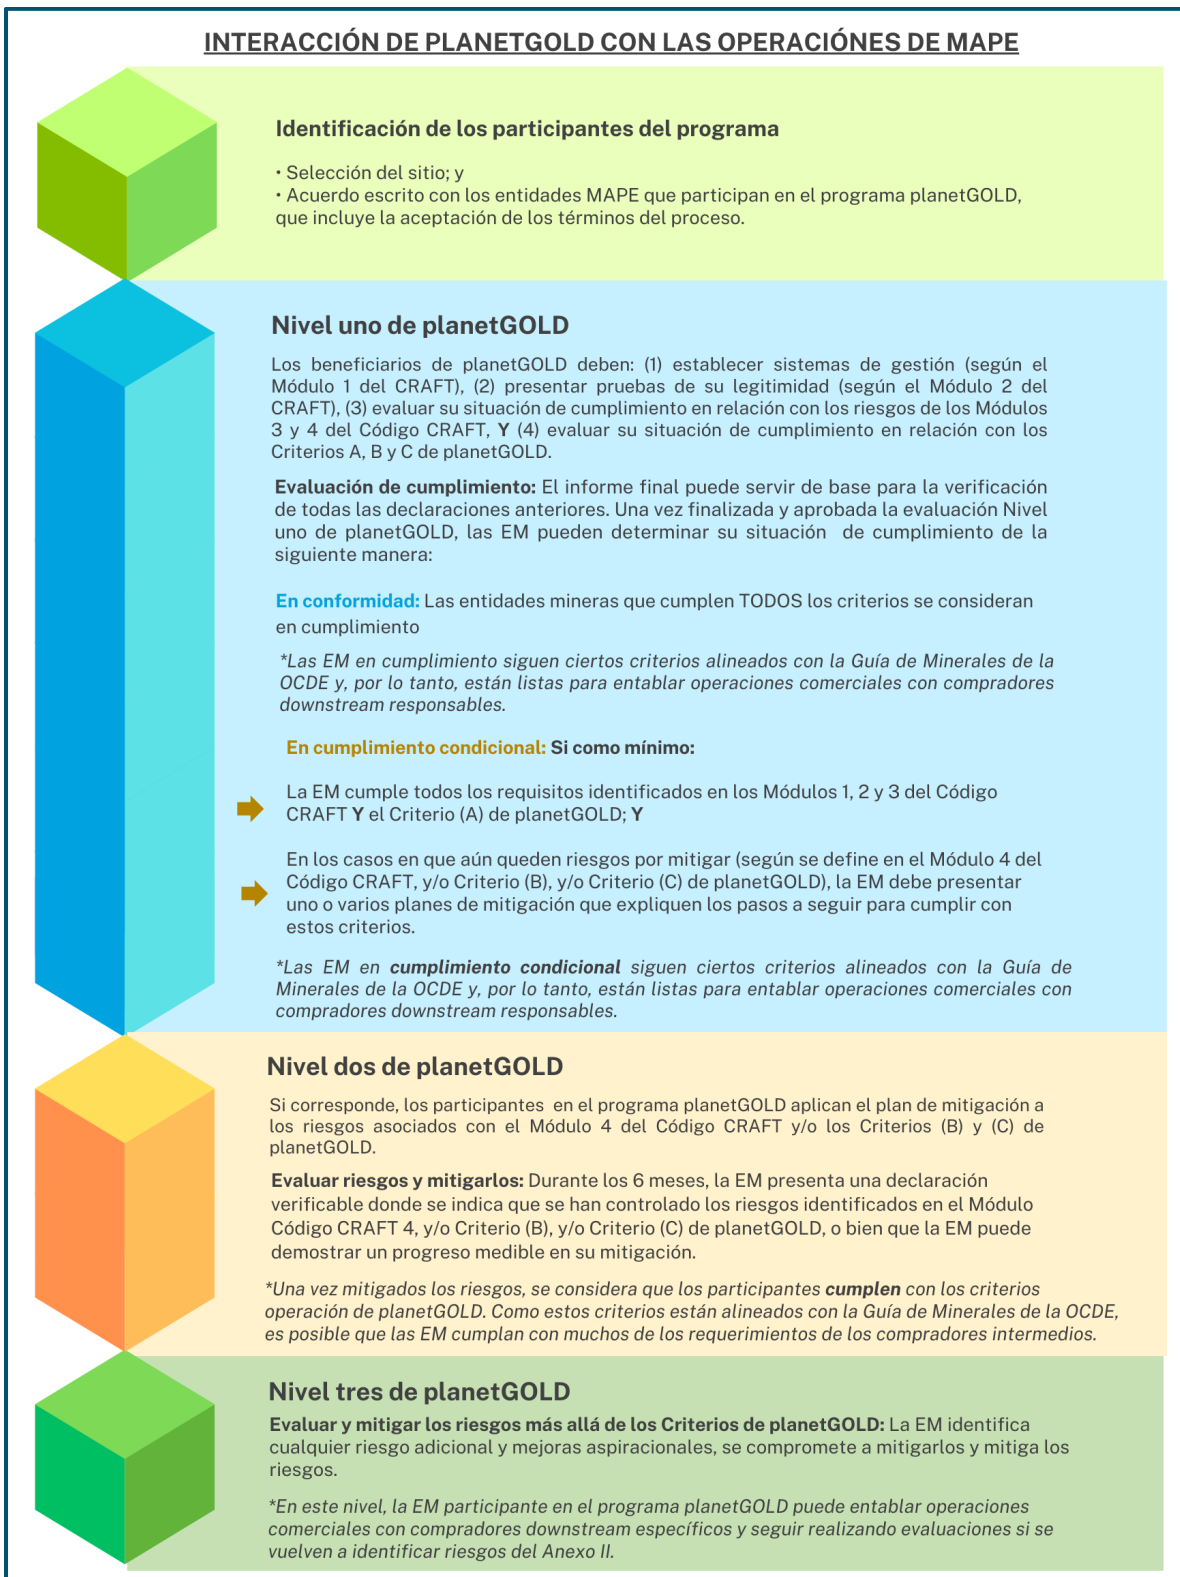 INTERACCIÓN DE PLANETGOLD CON LAS OPERACIÓNES DE MAPE
Identificación de los participantes del programa
• Selección del sitio; y
• Acuerdo escrito con los entidades MAPE que participan en el programa planetGOLD,
que incluye la aceptación de los términos del proceso.
Nivel uno de planetGOLD
Los beneficiarios de planetGOLD deben: (1) establecer sistemas de gestión (según el
Módulo 1 del CRAFT), (2) presentar pruebas de su legitimidad (según el Módulo 2 del
CRAFT), (3) evaluar su situación de cumplimiento en relación con los riesgos de los Módulos
3 y 4 del Código CRAFT, Y (4) evaluar su situación de cumplimiento en relación con los
Criterios A, B y C de planetGOLD.
Evaluación de cumplimiento: El informe final puede servir de base para la verificación
de todas las declaraciones anteriores. Una vez finalizada y aprobada la evaluación Nivel
uno de planetGOLD, las EM pueden determinar su situación de cumplimiento de la
siguiente manera:
En conformidad: Las entidades mineras que cumplen TODOS los criterios se consideran
en cumplimiento
*Las EM en cumplimiento siguen ciertos criterios alineados con la Guía de Minerales de la
OCDE y, por lo tanto, están listas para entablar operaciones comerciales con compradores
downstream responsables.
En cumplimiento condicional: Si como mínimo:
La EM cumple todos los requisitos identificados en los Módulos 1, 2 y 3 del Código
CRAFT Y el Criterio (A) de planetGOLD; Y
En los casos en que aún queden riesgos por mitigar (según se define en el Módulo 4 del
Código CRAFT, y/o Criterio (B), y/o Criterio (C) de planetGOLD), la EM debe presentar
uno o varios planes de mitigación que expliquen los pasos a seguir para cumplir con
estos criterios.
*Las EM en cumplimiento condicional siguen ciertos criterios alineados con la Guía de
Minerales de la OCDE y, por lo tanto, están listas para entablar operaciones comerciales con
compradores downstream responsables.
Nivel dos de planetGOLD
Si corresponde, los participantes en el programa planetGOLD aplican el plan de mitigación a
los riesgos asociados con el Módulo 4 del Código CRAFT y/o los Criterios (B) y (C) de
planetGOLD.
Evaluar riesgos y mitigarlos: Durante los 6 meses, la EM presenta una declaración
verificable donde se indica que se han controlado los riesgos identificados en el Módulo
Código CRAFT 4, y/o Criterio (B), y/o Criterio (C) de planetGOLD, o bien que la EM puede
demostrar un progreso medible en su mitigación.
*Una vez mitigados los riesgos, se considera que los participantes cumplen con los criterios
operación de planetGOLD. Como estos criterios están alineados con la Guía de Minerales de la OCDE,
es posible que las EM cumplan con muchos de los requerimientos de los compradores intermedios.
Nivel tres de planetGOLD
Evaluar y mitigar los riesgos más allá de los Criterios de planetGOLD: La EM identifica
cualquier riesgo adicional y mejoras aspiracionales, se compromete a mitigarlos y mitiga los
riesgos.
*En este nivel, la EM participante en el programa planetGOLD puede entablar operaciones
comerciales con compradores downstream específicos y seguir realizando evaluaciones si se
vuelven a identificar riesgos del Anexo II.